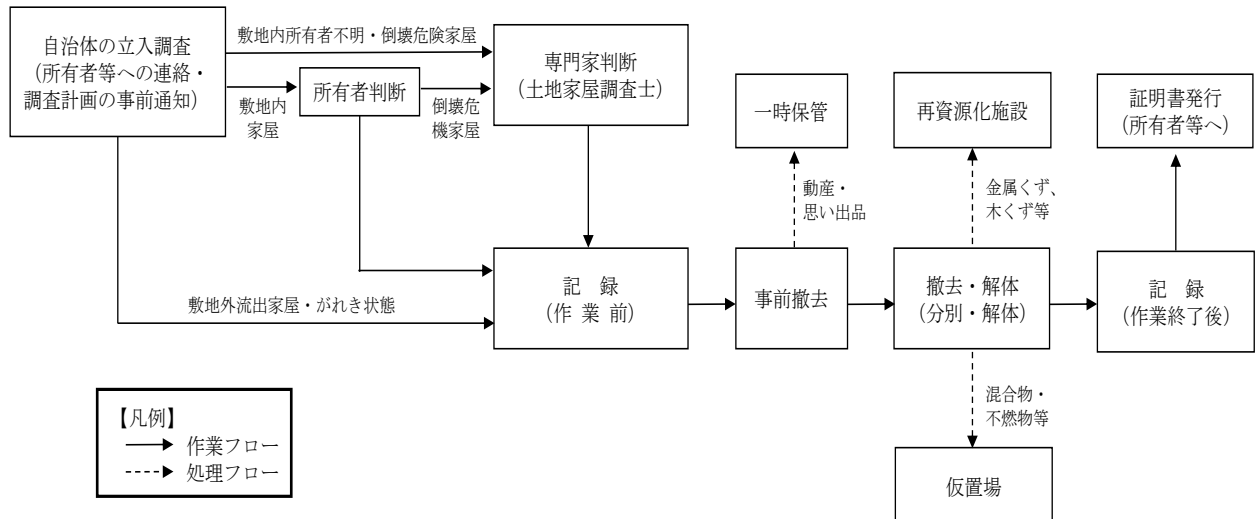 自治体の立入調査
（所有者等への連絡・
調査計画の事前通知）
敷地内所有者不明・倒壊危険家屋
敷地内
家屋
所有者判断
倒壊危
機家屋
専門家判断
（土地家屋調査士）
一時保管
再資源化施設
証明書発行
（所有者等へ）
動産・
思い出品
金属くず、
木くず等
敷地外流出家屋・がれき状態
記　録
（作 業 前）
事前撤去
撤去・解体
（分別・解体）
記　録
（作業終了後）
混合物・
不燃物等
仮置場
【凡例】
作業フロー
処理フロー